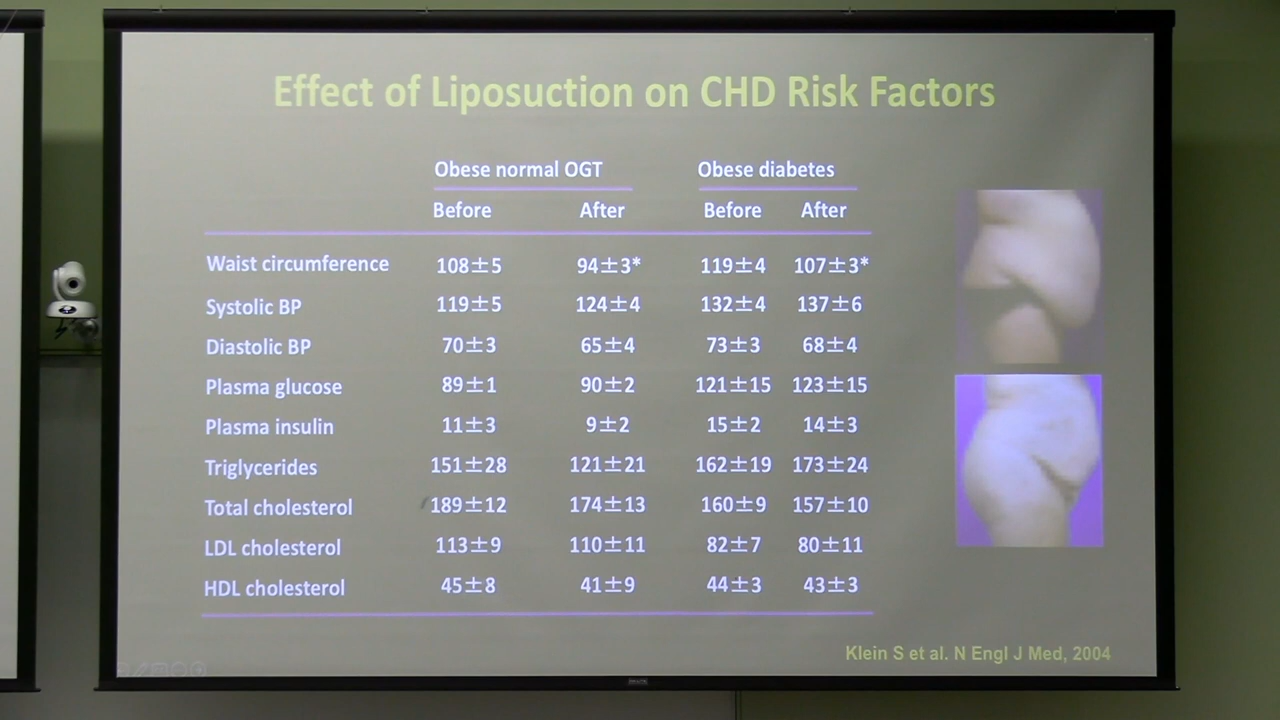 Effect of Liposuction on CHD Risk Factors
Obese normal OGT Obese diabetes
Before After Before After
Waist circumference 108±5 94±3* 119±4 107±3*
Systolic BP 119±5 124±4 132±4 137±6
Diastolic BP 70±3 65±4 73±3 68±4
Plasma glucose 89±1 90±2 121±15 123±15
Plasma insulin 11±3 9±2 15±2 14±3
Triglycerides 151±28 121±21 162±19 173±24
Total cholesterol 189±12 174±13 160±9 157±10
LDL cholesterol 113±9 110±11 82±7 80±11
HDL cholesterol 45±8 41±9 44±3 43±3
Klein S et al. N Engl J Med, 2004